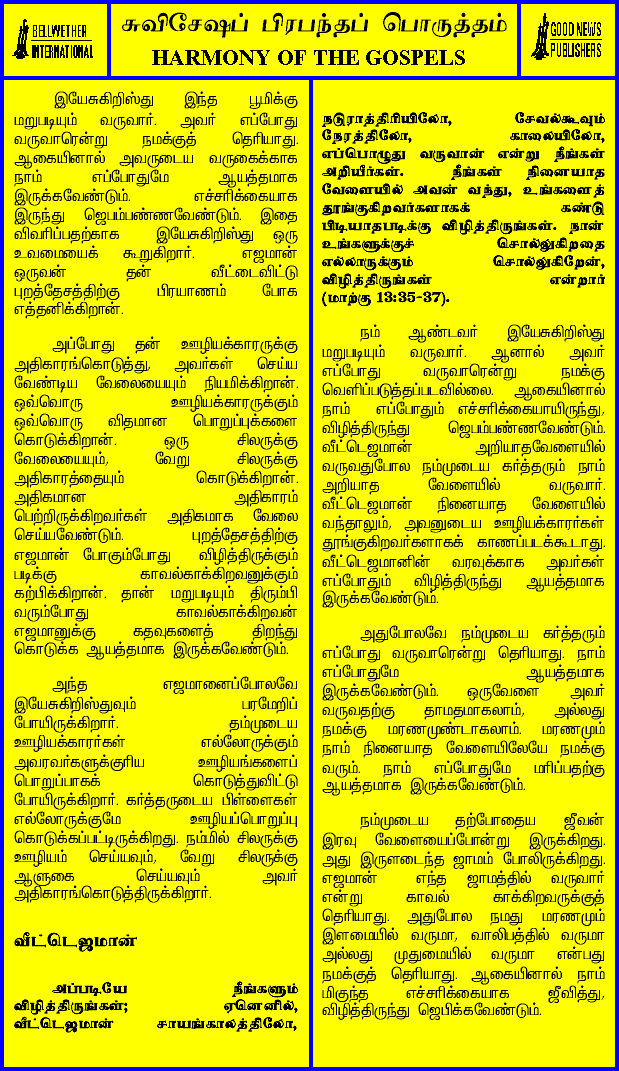 BELLWETHER
INTERNATIONAL
சுவிசேஷப் பிரபந்தப் பொருத்தம்
HARMONY OF THE GOSPELS
GOOD NEWS
PUBLISHERS
இயேசுகிறிஸ்து இந்த பூமிக்கு
மறுபடியும் வருவார். அவர் எப்போது
வருவாரென்று நமக்குத் தெரியாது.
ஆகையினால் அவருடைய வருகைக்காக
நாம் எப்போதுமே ஆயத்தமாக
இருக்கவேண்டும். எச்சரிக்கையாக
இருந்து ஜெபம்பண்ணவேண்டும். இதை
விவரிப்பதற்காக இயேசுகிறிஸ்து ஒரு
உவமையைக் கூறுகிறார். எஜமான்
ஒருவன் தன் வீட்டைவிட்டு
புறத்தேசத்திற்கு பிரயாணம் போக
எத்தனிக்கிறான்.
அப்போது தன் ஊழியக்காரருக்கு
அதிகாரங்கொடுத்து, அவர்கள் செய்ய
வேண்டிய வேலையையும் நியமிக்கிறான்.
ஒவ்வொரு ஊழியக்காரருக்கும்
ஒவ்வொரு விதமான பொறுப்புக்களை
கொடுக்கிறான். ஒரு சிலருக்கு
வேலையையும், வேறு சிலருக்கு
அதிகாரத்தையும் கொடுக்கிறான்.
அதிகமான அதிகாரம்
பெற்றிருக்கிறவர்கள் அதிகமாக வேலை
செய்யவேண்டும். புறத்தேசத்திற்கு
எஜமான் போகும்போது விழித்திருக்கும்
படிக்கு காவல்காக்கிறவனுக்கும்
கற்பிக்கிறான். தான் மறுபடியும் திரும்பி
வரும்போது காவல்காக்கிறவன்
எஜமானுக்கு கதவுகளைத் திறந்து
கொடுக்க ஆயத்தமாக இருக்கவேண்டும்.
அந்த எஜமானைப்போலவே
இயேசுகிறிஸ்துவும் பரமேறிப்
போயிருக்கிறார். தம்முடைய
ஊழியக்காரர்கள் எல்லோருக்கும்
அவரவர்களுக்குரிய ஊழியங்களைப்
பொறுப்பாகக் கொடுத்துவிட்டு
போயிருக்கிறார். கர்த்தருடைய பிள்ளைகள்
எல்லோருக்குமே ஊழியப்பொறுப்பு
கொடுக்கப்பட்டிருக்கிறது. நம்மில் சிலருக்கு
ஊழியம் செய்யவும், வேறு சிலருக்கு
ஆளுகை செய்யவும் அவர்
அதிகாரங்கொடுத்திருக்கிறார்.
வீட்டெஜமான்
அப்படியே நீங்களும்
விழித்திருங்கள்; ஏனெனில்,
வீட்டெஜமான் சாயங்காலத்திலோ,
நடுராத்திரியிலோ, சேவல்கூவும்
நேரத்திலோ, காலையிலோ,
எப்பொழுது வருவான் என்று நீங்கள்
அறியீர்கள். நீங்கள் நினையாத
வேளையில் அவன் வந்து, உங்களைத்
தூங்குகிறவர்களாகக் கண்டு
பிடியாதபடிக்கு விழித்திருங்கள். நான்
உங்களுக்குச் சொல்லுகிறதை
எல்லாருக்கும் சொல்லுகிறேன்,
விழித்திருங்கள் என்றார்
(மாற்கு 13:35-37).
நம் ஆண்டவர் இயேசுகிறிஸ்து
மறுபடியும் வருவார். ஆனால் அவர்
எப்போது வருவாரென்று நமக்கு
வெளிப்படுத்தப்படவில்லை. ஆகையினால்
நாம் எப்போதும் எச்சரிக்கையாயிருந்து,
விழித்திருந்து ஜெபம்பண்ணவேண்டும்.
வீட்டெஜமான் அறியாதவேளையில்
வருவதுபோல நம்முடைய கர்த்தரும் நாம்
அறியாத வேளையில் வருவார்.
வீட்டெஜமான் நினையாத வேளையில்
வந்தாலும், அவனுடைய ஊழியக்காரர்கள்
தூங்குகிறவர்களாகக் காணப்படக்கூடாது.
வீட்டெஜமானின் வரவுக்காக அவர்கள்
எப்போதும் விழித்திருந்து ஆயத்தமாக
இருக்கவேண்டும்.
அதுபோலவே நம்முடைய கர்த்தரும்
எப்போது வருவாரென்று தெரியாது. நாம்
எப்போதுமே ஆயத்தமாக
இருக்கவேண்டும். ஒருவேளை அவர்
வருவதற்கு தாமதமாகலாம், அல்லது
நமக்கு மரணமுண்டாகலாம். மரணமும்
நாம் நினையாத வேளையிலேயே நமக்கு
வரும். நாம் எப்போதுமே மரிப்பதற்கு
ஆயத்தமாக இருக்கவேண்டும்.
நம்முடைய தற்போதைய ஜீவன்
இரவு வேளையைப்போன்று இருக்கிறது.
அது இருளடைந்த ஜாமம் போலிருக்கிறது.
எஜமான் எந்த ஜாமத்தில் வருவார்
என்று காவல் காக்கிறவருக்குத்
தெரியாது. அதுபோல நமது மரணமும்
இளமையில் வருமா, வாலிபத்தில் வருமா
அல்லது முதுமையில் வருமா என்பது
நமக்குத் தெரியாது. ஆகையினால் நாம்
மிகுந்த எச்சரிக்கையாக ஜீவித்து,
விழித்திருந்து ஜெபிக்கவேண்டும்.